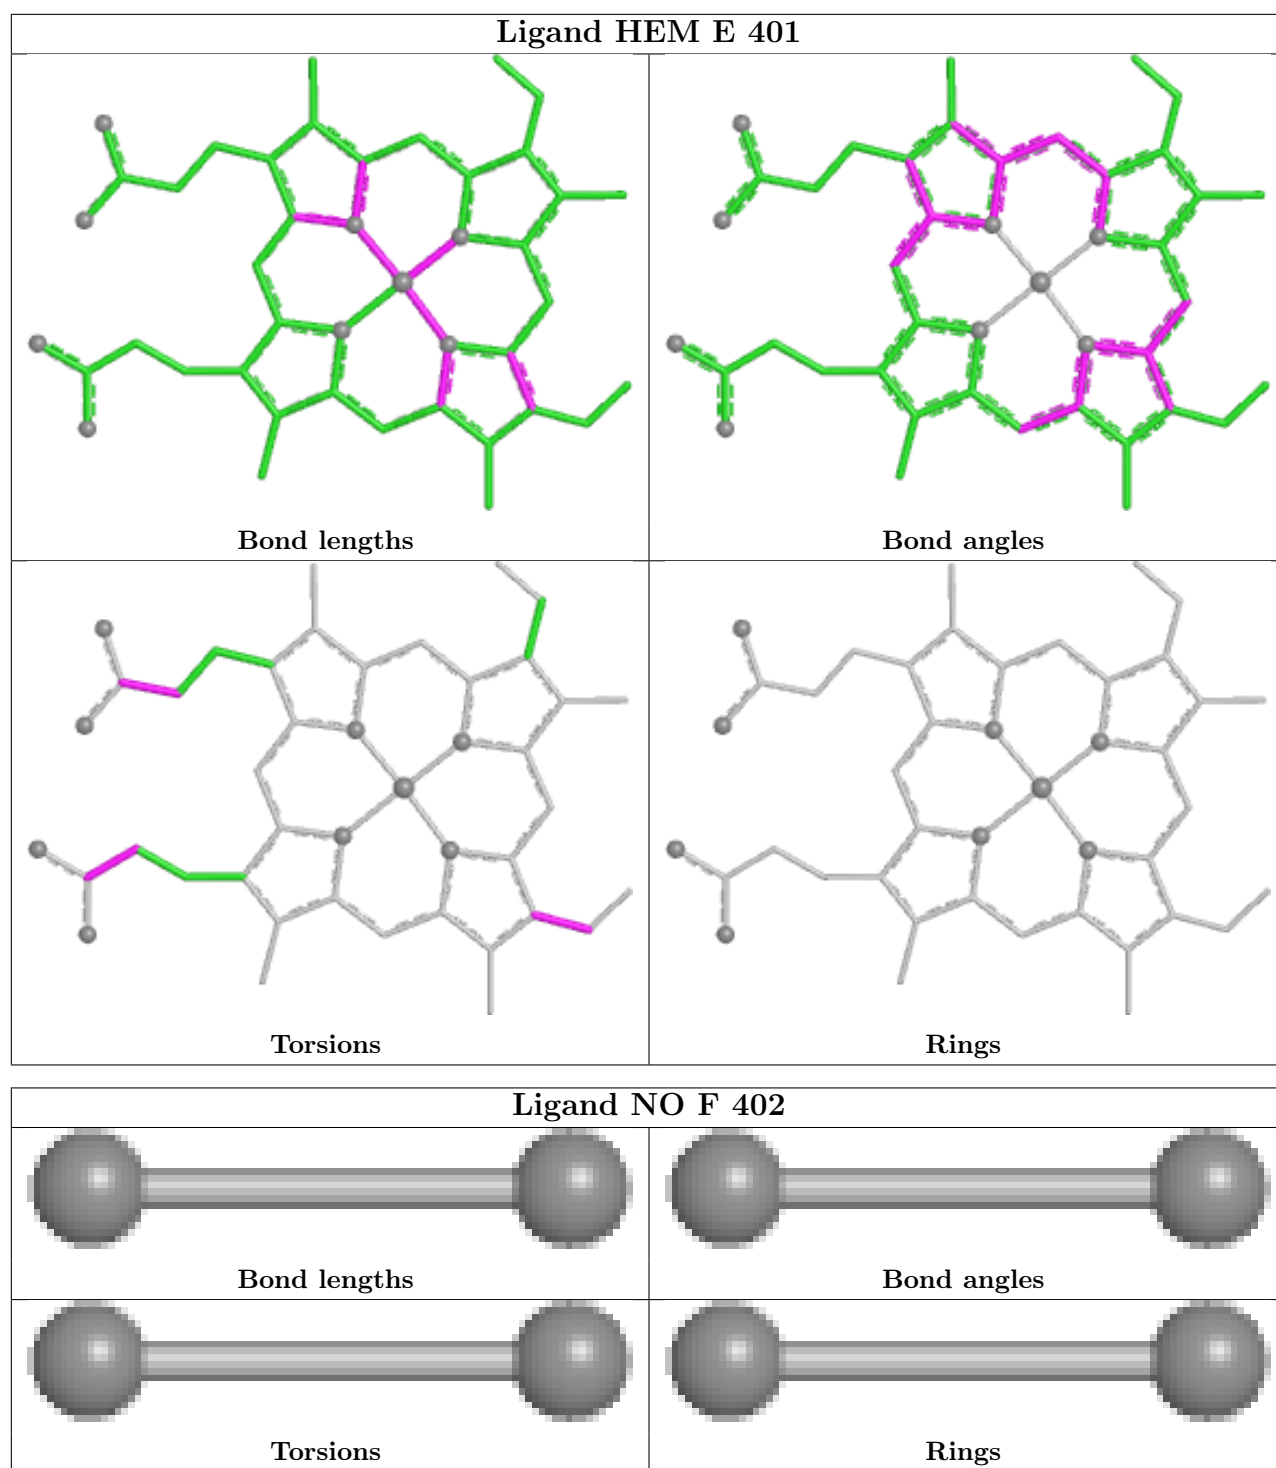 Ligand HEM E 401
Bond lengths
Bond angles
Torsions
Rings
Ligand NO F 402
Bond lengths
Bond angles
Torsions
Rings